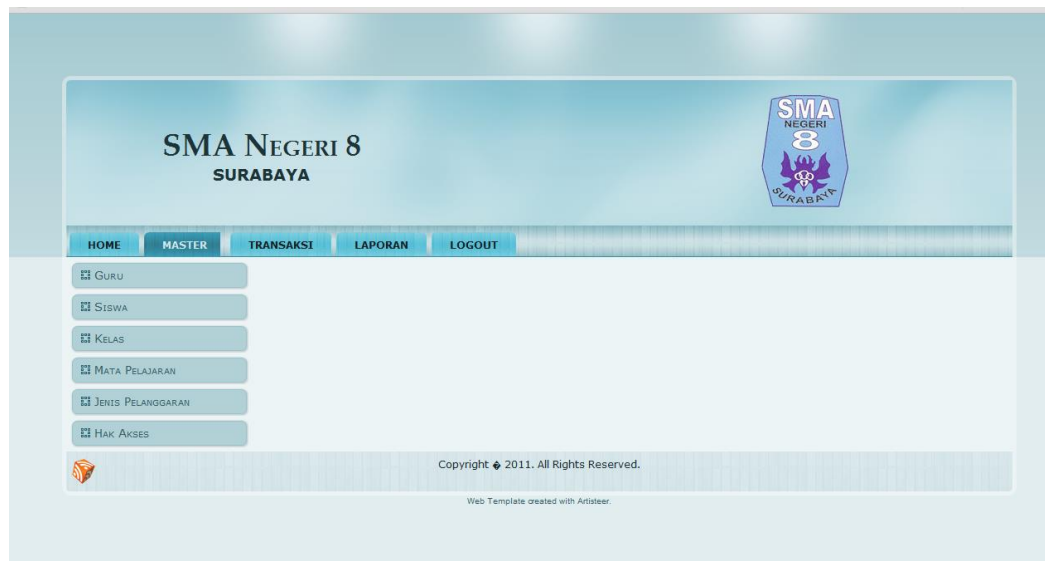 SMA NEGERI 8
SURABAYA
SMA
NEGERI
8
SURABAYA
HOME MASTER TRANSAKSI LAPORAN LOGOUT
GURU
SISWA
KELAS
MATA PELAJARAN
JENIS PELANGGARAN
HAK AKSES
Copyright � 2011. All Rights Reserved.
Web Template created with Artisteer.